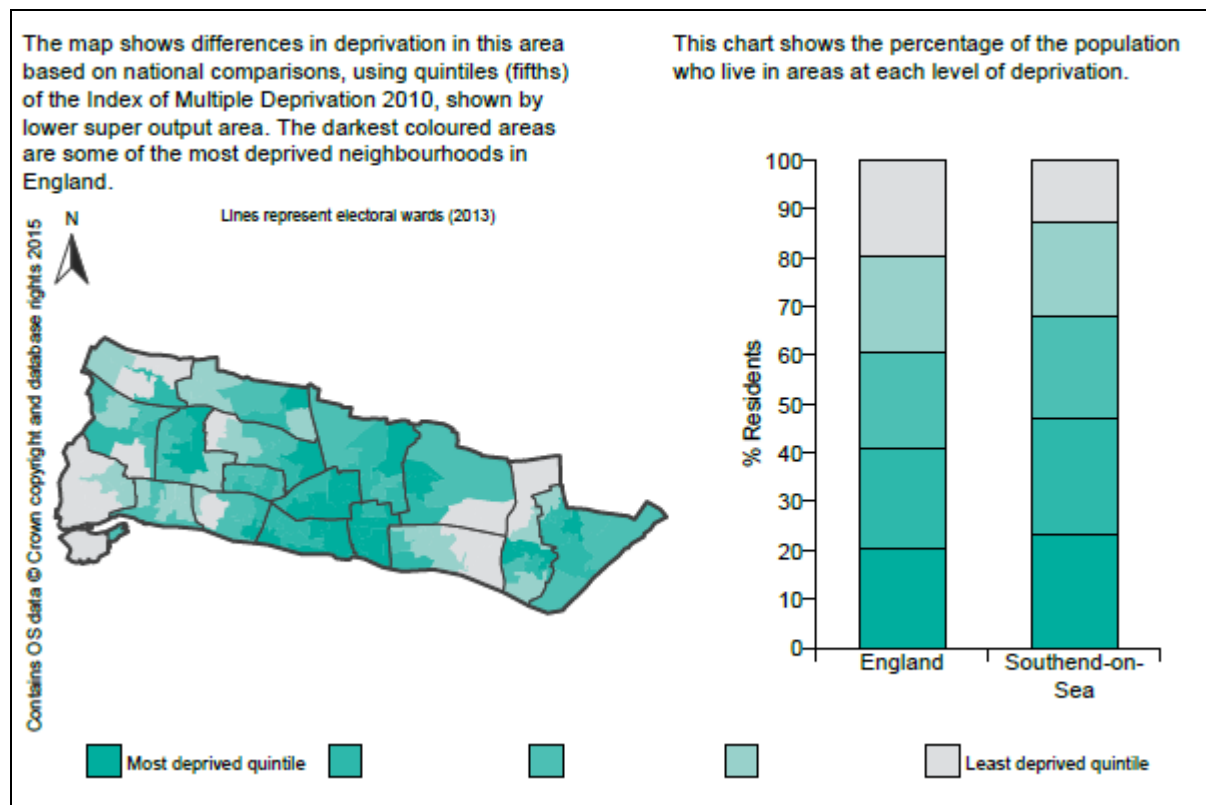 The map shows differences in deprivation in this area
based on national comparisons, using quintiles (fifths)
of the Index of Multiple Deprivation 2010, shown by
lower super output area. The darkest coloured areas
are some of the most deprived neighbourhoods in
England.
Lines represent electoral wards (2013)
N
Contains OS data © Crown copyright and database rights 2015
This chart shows the percentage of the population
who live in areas at each level of deprivation.
% Residents
100
90
80
70
60
50
40
30
20
10
0
England
Southend-on-
Sea
Most deprived quintile
Least deprived quintile